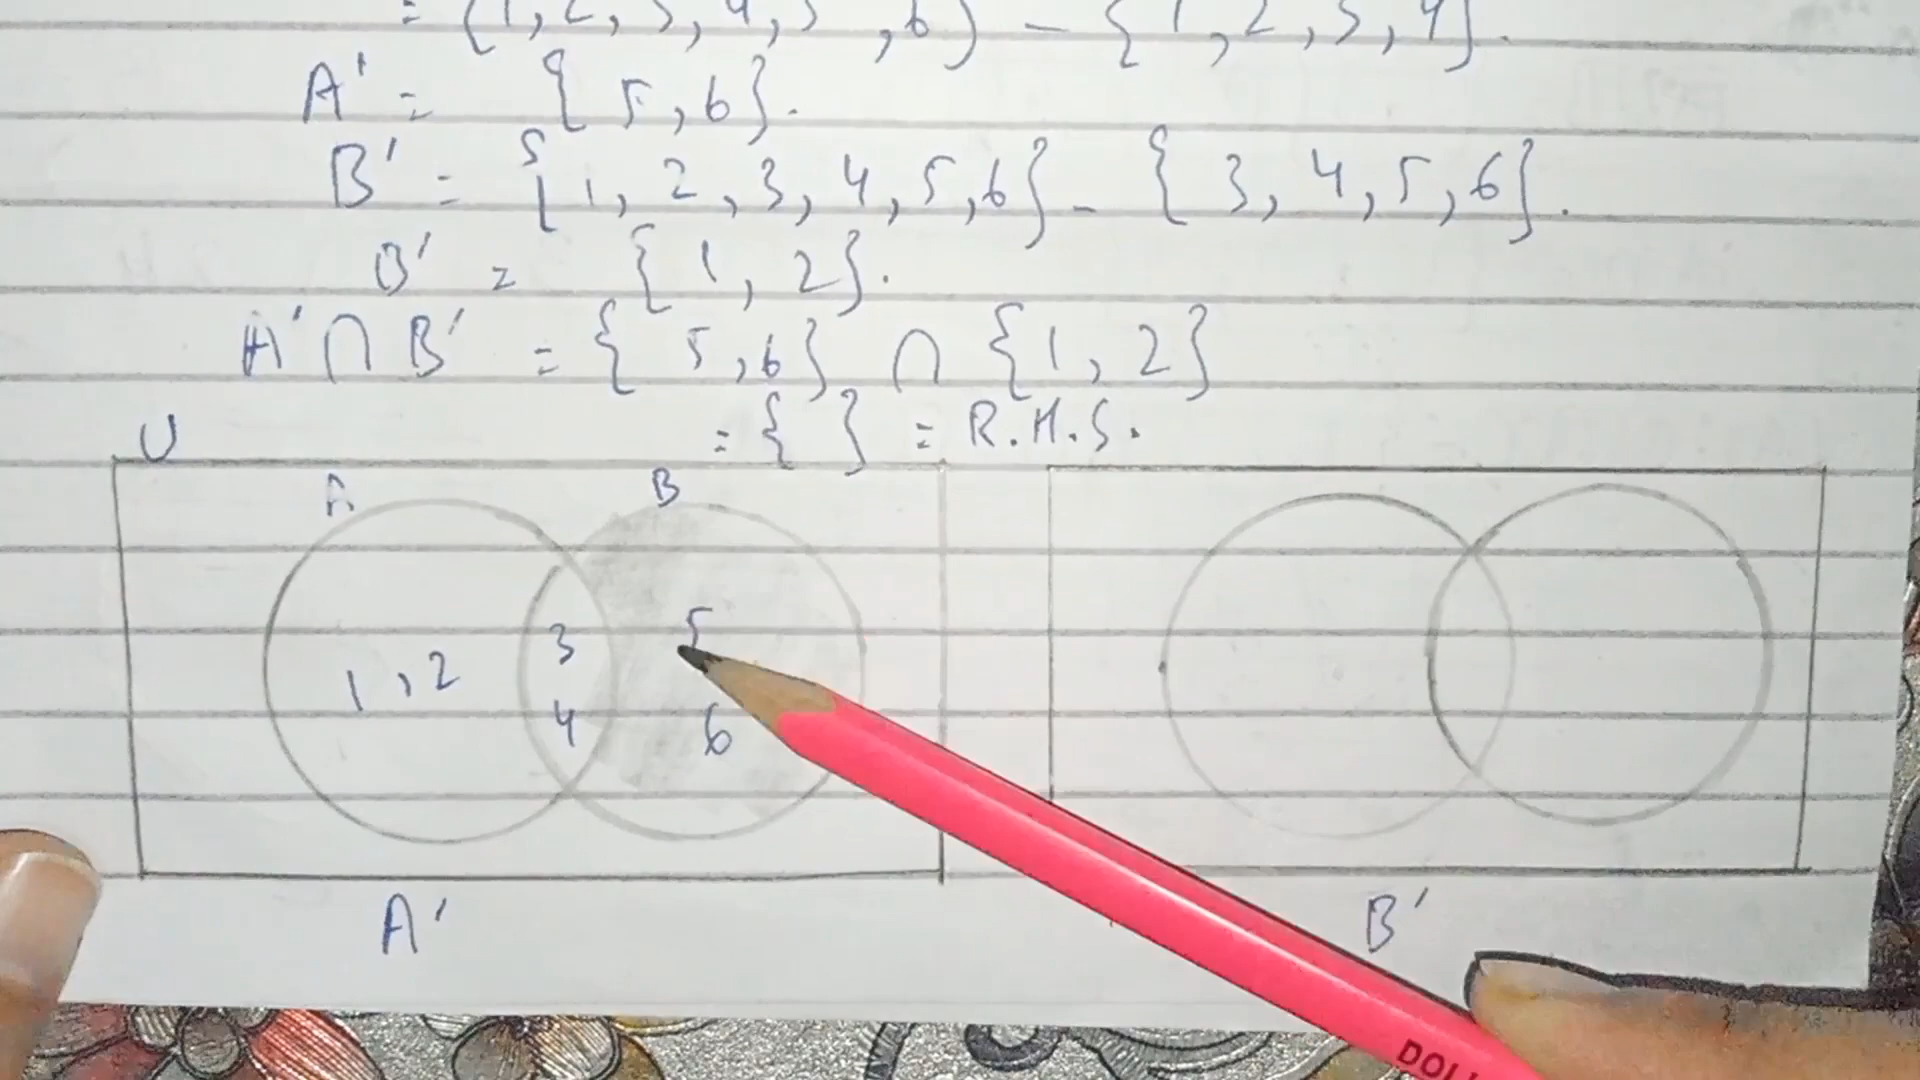 = {1, 2, 3, 4, 5, 6} - {1, 2, 3, 4}.
A' = {5, 6}.
B' = {1, 2, 3, 4, 5, 6} - {3, 4, 5, 6}.
B' = {1, 2}.
A' ∩ B' = {5, 6} ∩ {1, 2}
= { } = R.H.S.
U
A B
1, 2 3 5
4 6
A' B'